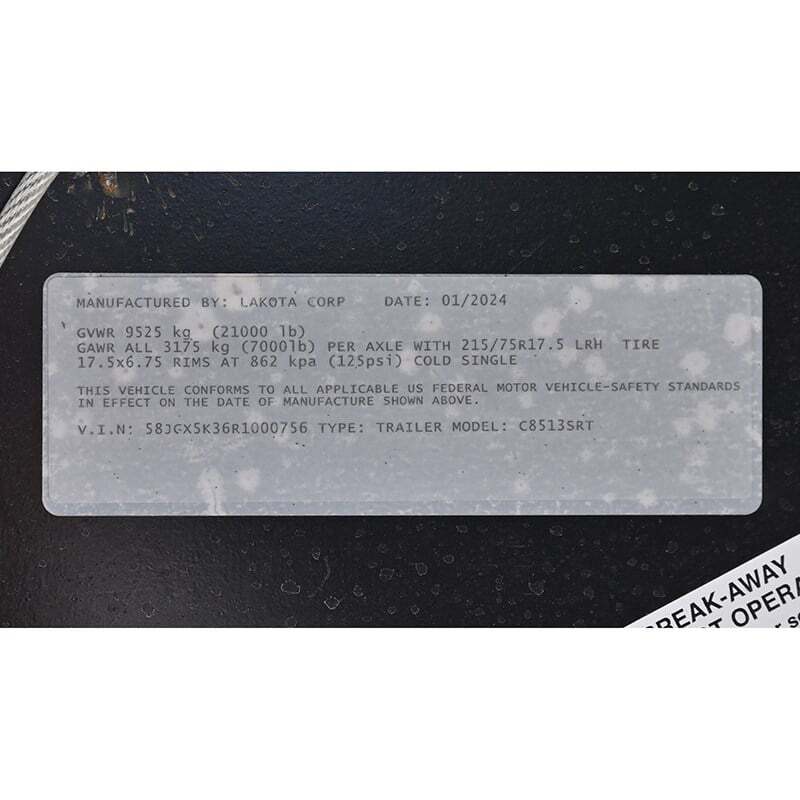 MANUFACTURED BY: LAKOTA CORP DATE: 01/2024
GVWR 9525 kg (21000 lb)
GAWR ALL 3175 kg (7000lb) PER AXLE WITH 215/75R17.5 LRH TIRE
17.5x6.75 RIMS AT 862 kpa (125psi) COLD SINGLE
THIS VEHICLE CONFORMS TO ALL APPLICABLE US FEDERAL MOTOR VEHICLE-SAFETY STANDARDS
IN EFFECT ON THE DATE OF MANUFACTURE SHOWN ABOVE.
V.I.N: 58JGX5K36R1000756 TYPE: TRAILER MODEL: C8513SRT
BREAK-AWAY